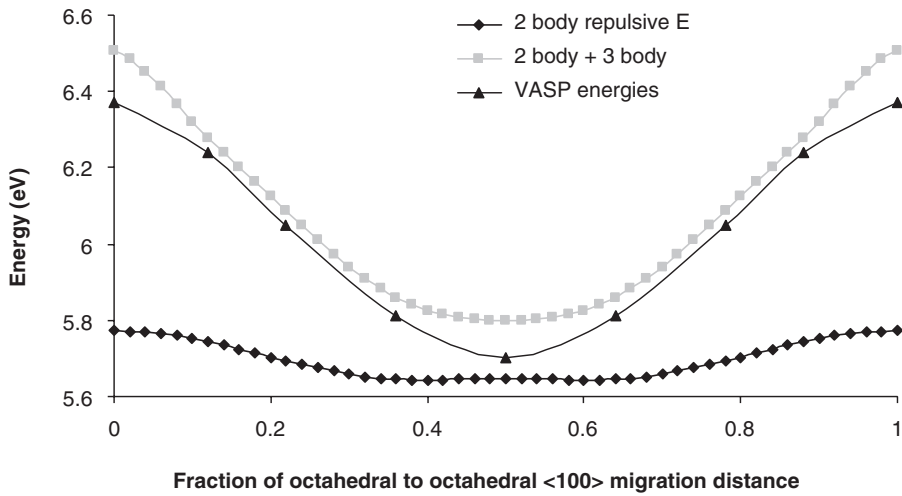 2 body repulsive E
2 body + 3 body
VASP energies
Energy (eV)
6.6
6.4
6.2
6
5.8
5.6
0 0.2 0.4 0.6 0.8 1
Fraction of octahedral to octahedral <100> migration distance